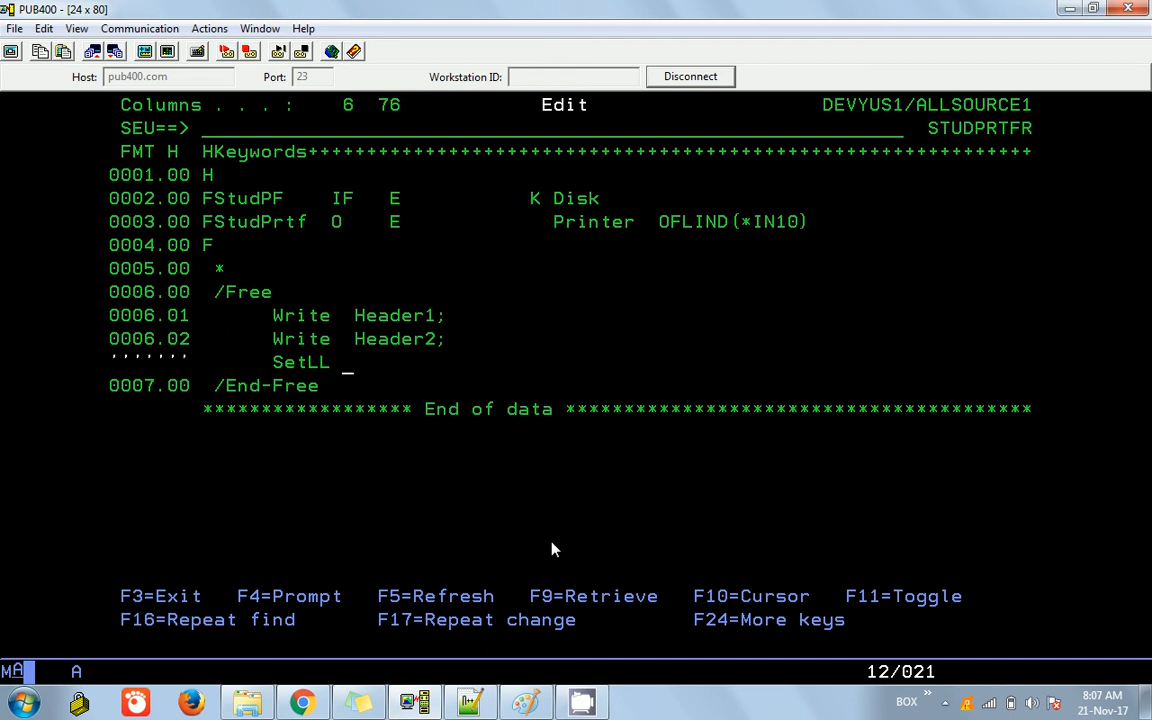 PUB400 - [24 x 80]
File Edit View Communication Actions Window Help
Host: pub400.com Port: 23 Workstation ID: Disconnect
Columns . . . : 6 76 Edit DEVYUS1/ALLSOURCE1
SEU==> STUDPRTFR
FMT H HKeywords++++++++++++++++++++++++++++++++++++++++++++++++++++++++++++++
0001.00 H
0002.00 FStudPF IF E K Disk
0003.00 FStudPrtf O E Printer OFLIND(*IN10)
0004.00 F
0005.00 *
0006.00 /Free
0006.01 Write Header1;
0006.02 Write Header2;
''''''' SetLL _
0007.00 /End-Free
****************** End of data ****************************************
F3=Exit F4=Prompt F5=Refresh F9=Retrieve F10=Cursor F11=Toggle
F16=Repeat find F17=Repeat change F24=More keys
MA A 12/021
BOX » 8:07 AM
21-Nov-17